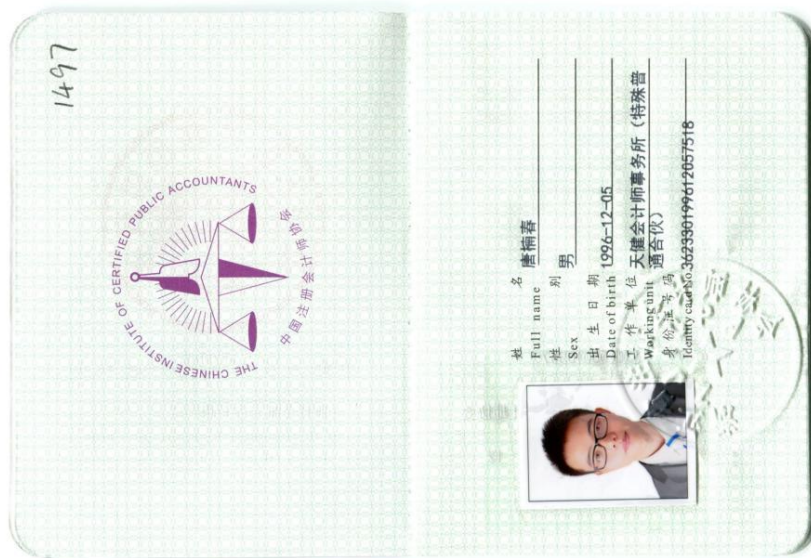 1497
THE CHINESE INSTITUTE OF CERTIFIED PUBLIC ACCOUNTANTS
中国注册会计师协会
姓 名 唐楠春
Full name
性 别 男
Sex
出 生 日 期 1996-12-05
Date of birth
工 作 单 位 天健会计师事务所（特殊普
Working unit 通合伙）
身 份 证 号 码 362330199612057518
Identity card No.